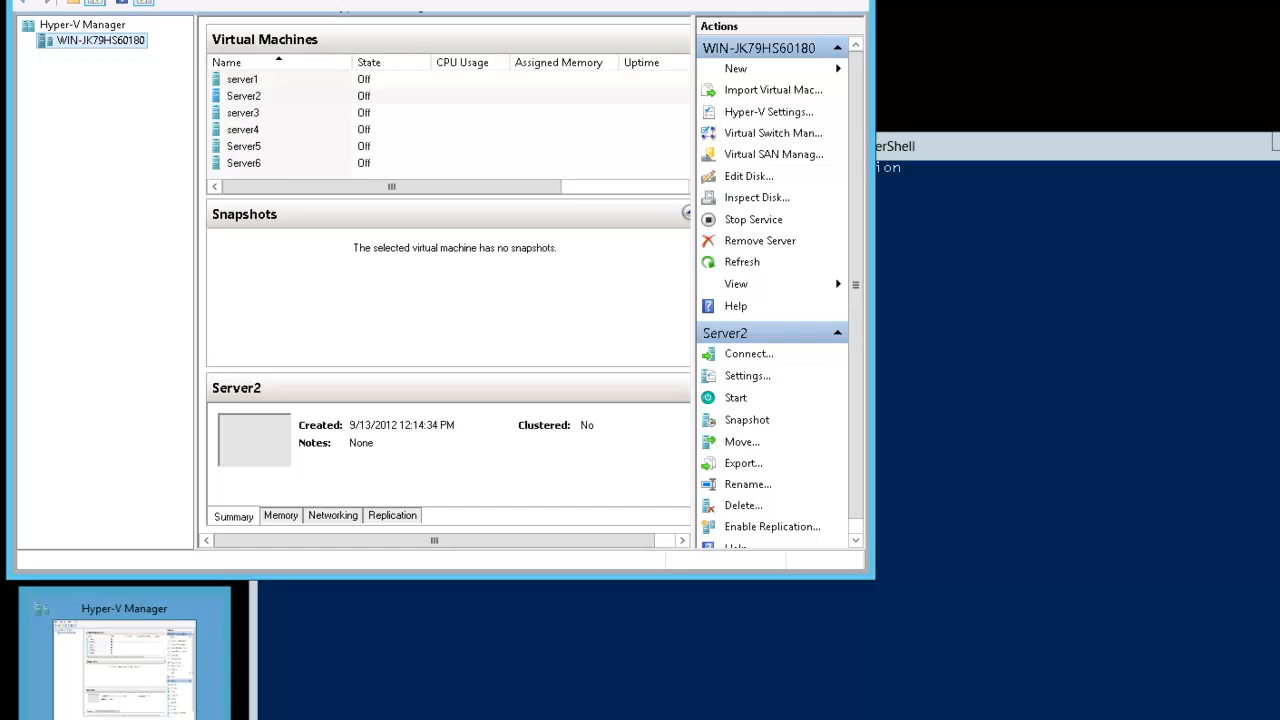 Hyper-V Manager
WIN-JK79HS60180
Virtual Machines
Name State CPU Usage Assigned Memory Uptime
server1 Off
Server2 Off
server3 Off
server4 Off
Server5 Off
Server6 Off
Snapshots
The selected virtual machine has no snapshots.
Server2
Created: 9/13/2012 12:14:34 PM Clustered: No
Notes: None
Summary Memory Networking Replication
Actions
WIN-JK79HS60180
New
Import Virtual Mac...
Hyper-V Settings...
Virtual Switch Man...
Virtual SAN Manag...
Edit Disk...
Inspect Disk...
Stop Service
Remove Server
Refresh
View
Help
Server2
Connect...
Settings...
Start
Snapshot
Move...
Export...
Rename...
Delete...
Enable Replication...
Help
erShell
ion
Hyper-V Manager